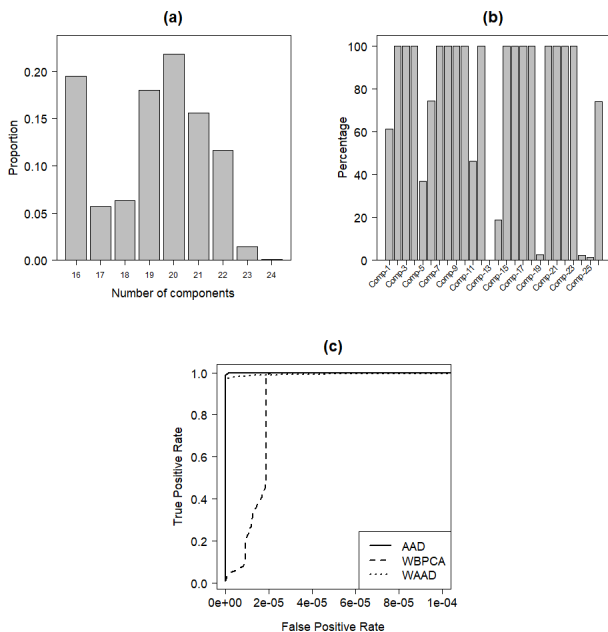 (a)
Proportion
0.20
0.15
0.10
0.05
0.00
16 17 18 19 20 21 22 23 24
Number of components
(b)
Percentage
100
80
60
40
20
0
Comp-1 Comp-3 Comp-5 Comp-7 Comp-9 Comp-11 Comp-13 Comp-15 Comp-17 Comp-19 Comp-21 Comp-23 Comp-25
(c)
True Positive Rate
1.0
0.8
0.6
0.4
0.2
0.0
AAD
WBPCA
WAAD
0e+00 2e-05 6e-05 1e-04
False Positive Rate